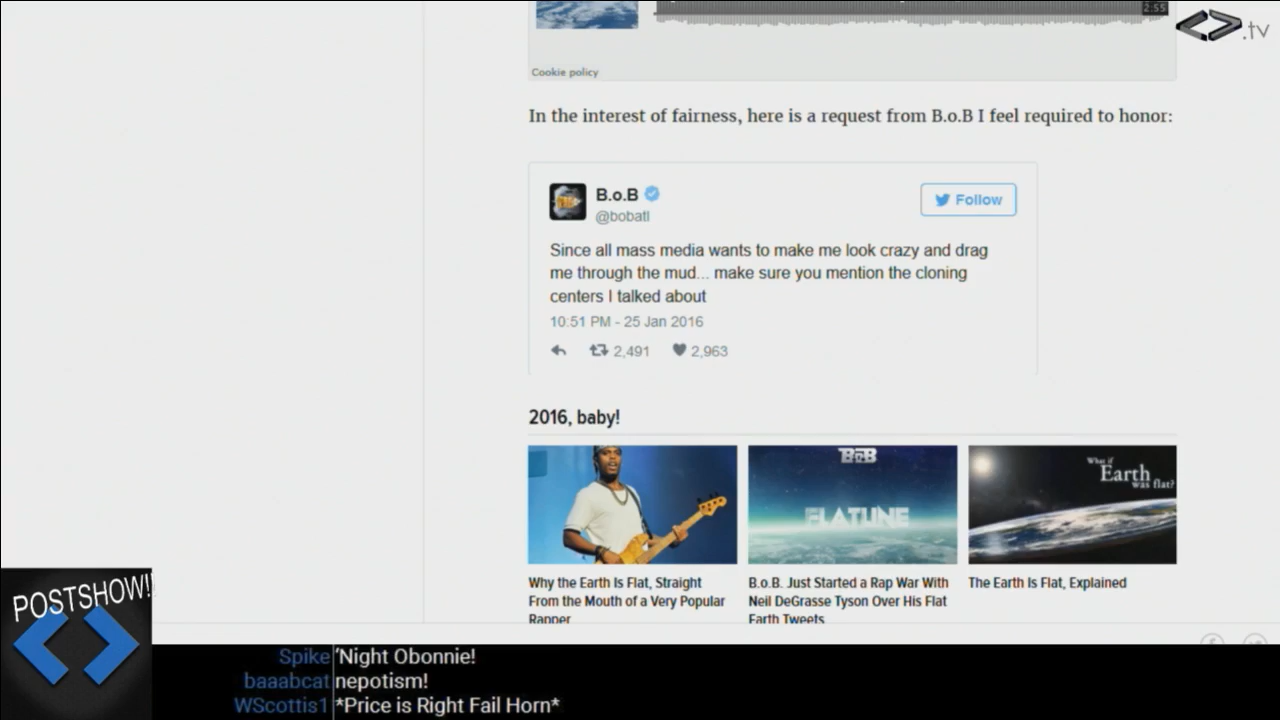 2:55
.tv
Cookie policy
In the interest of fairness, here is a request from B.o.B I feel required to honor:
B.o.B
Follow
@bobatl
Since all mass media wants to make me look crazy and drag
me through the mud... make sure you mention the cloning
centers I talked about
10:51 PM - 25 Jan 2016
2,491 2,963
2016, baby!
B.o.B
FLATLINE
What if
Earth
was flat?
Why the Earth Is Flat, Straight
From the Mouth of a Very Popular
Rapper
B.o.B. Just Started a Rap War With
Neil DeGrasse Tyson Over His Flat
Earth Tweets
The Earth Is Flat, Explained
POSTSHOW!!
Spike 'Night Obonnie!
baaabcat nepotism!
WScottis1 *Price is Right Fail Horn*